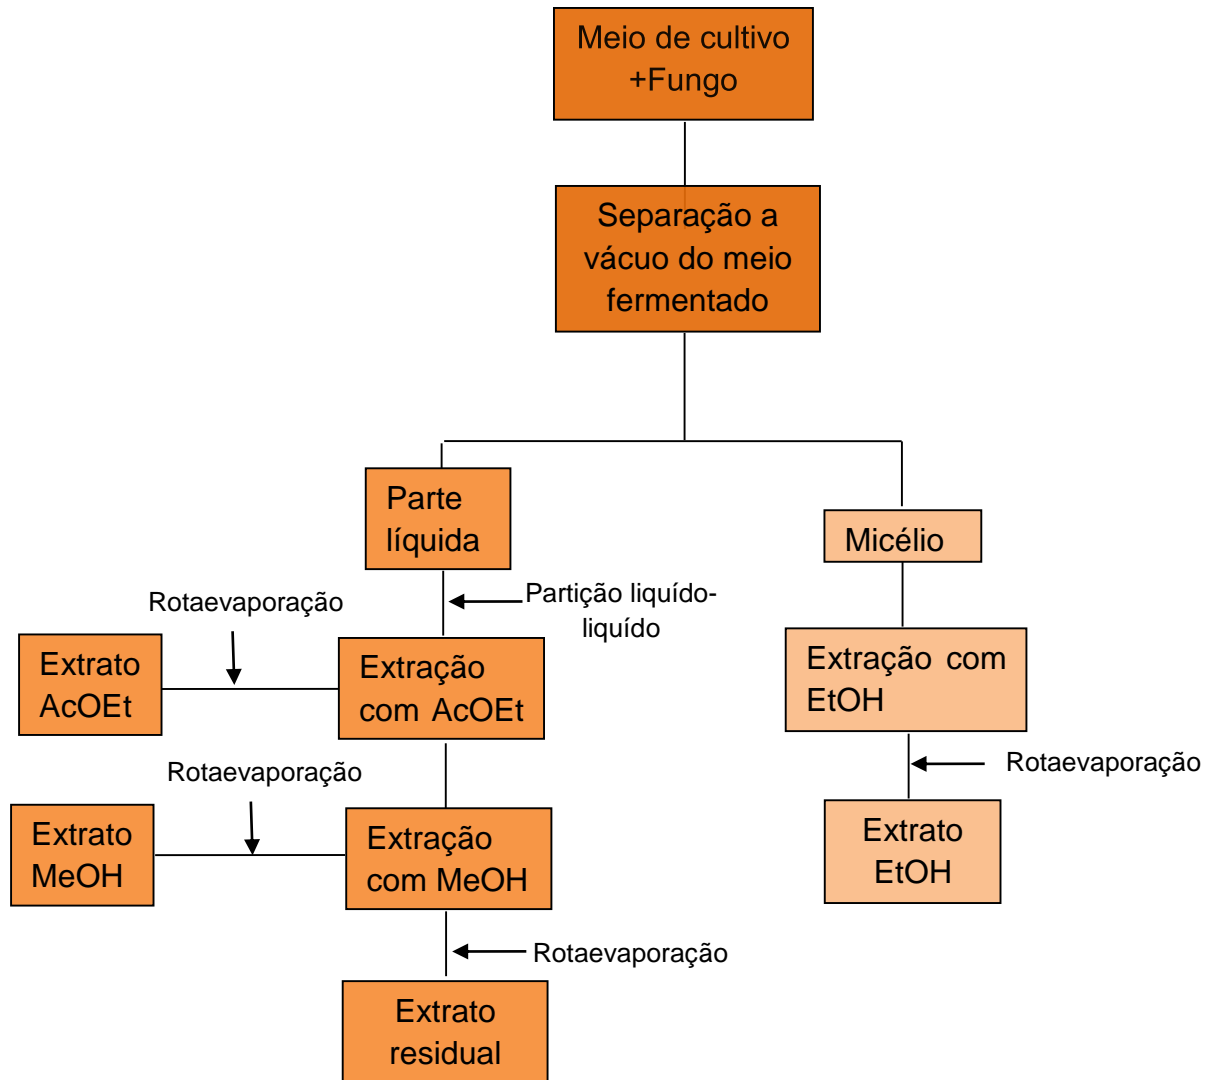 Meio de cultivo
+Fungo
Separação a
vácuo do meio
fermentado
Parte
líquida
Micélio
Partição liquído-
liquído
Rotaevaporação
Extrato
AcOEt
Extração
com AcOEt
Extração com
EtOH
Rotaevaporação
Rotaevaporação
Extrato
MeOH
Extração
com MeOH
Extrato
EtOH
Rotaevaporação
Extrato
residual